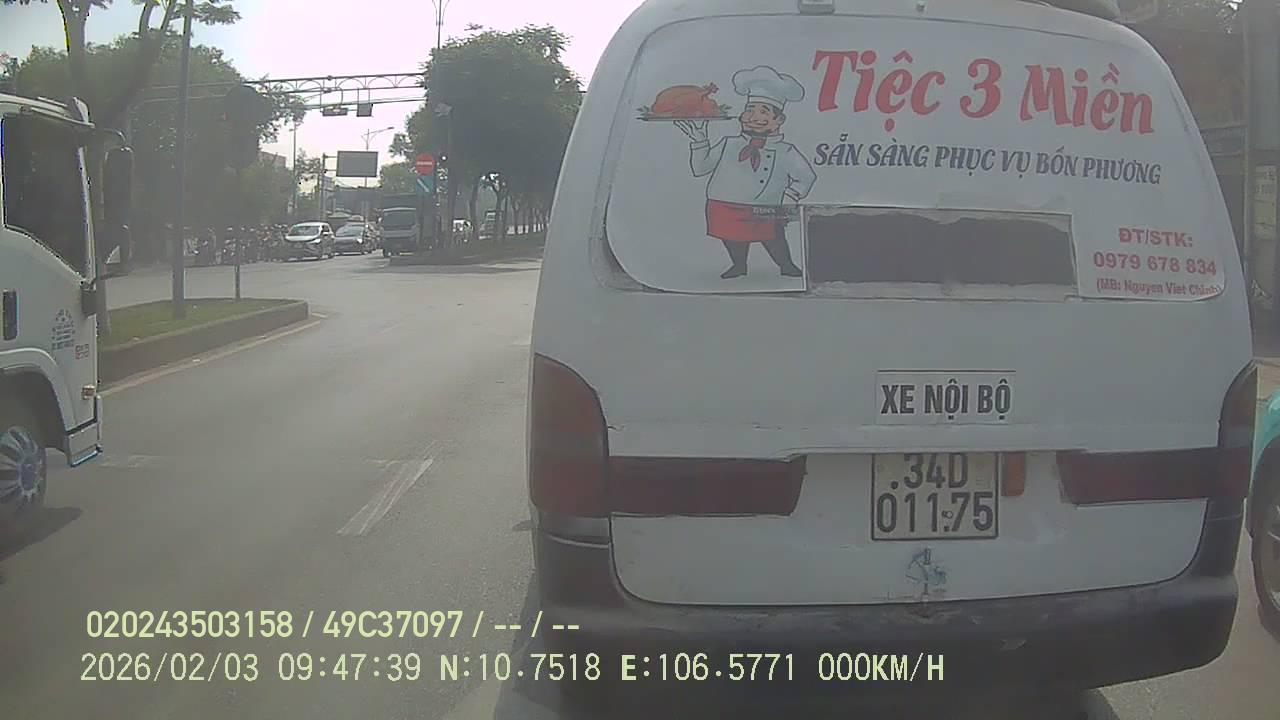 Tiệc 3 Miền
SẴN SÀNG PHỤC VỤ BỐN PHƯƠNG
ĐT/STK:
0979 678 834
(MB: Nguyen Viet Chinh)
XE NỘI BỘ
34D
011.75
020243503158 / 49C37097 / -- / --
2026/02/03 09:47:39 N:10.7518 E:106.5771 000KM/H